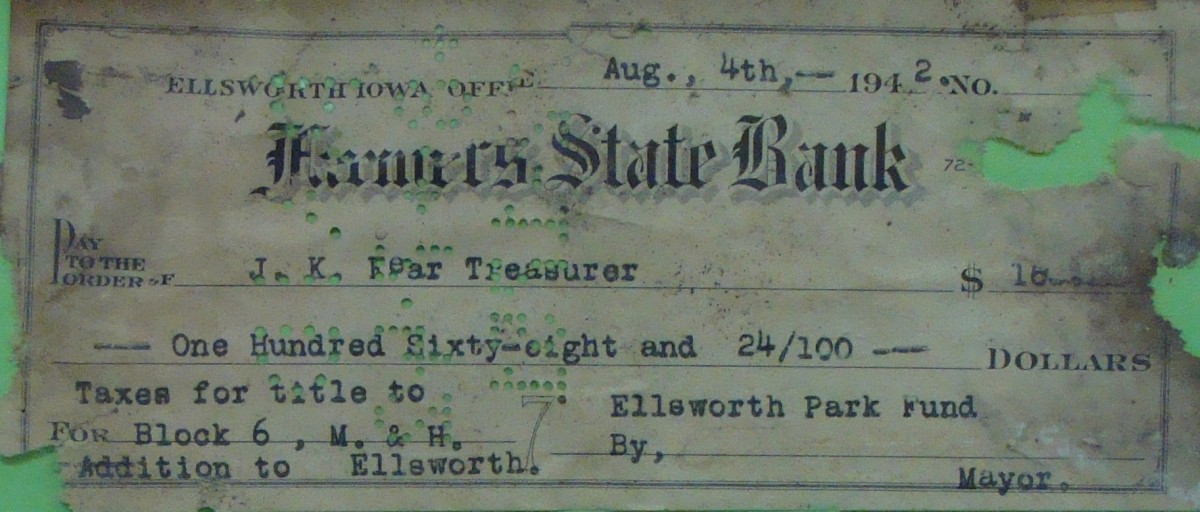 ELLSWORTH IOWA OFFICE Aug., 4th,— 1942 No.
Farmers State Bank 72-
PAY TO THE ORDER OF J. K. Fear Treasurer $
—— One Hundred Sixty-eight and 24/100 —— DOLLARS
Taxes for title to
FOR Block 6 , M. & H.
Addition to Ellsworth.
7
Ellsworth Park Fund
By,
Mayor.